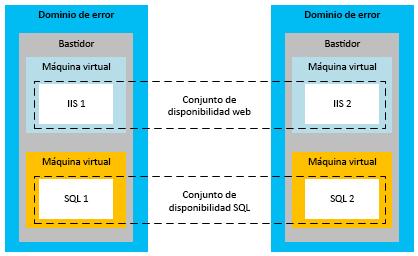 Dominio de error
Dominio de error
Bastidor
Bastidor
Máquina virtual
Máquina virtual
IIS 1
Conjunto de
disponibilidad web
IIS 2
Máquina virtual
Máquina virtual
SQL 1
Conjunto de
disponibilidad SQL
SQL 2